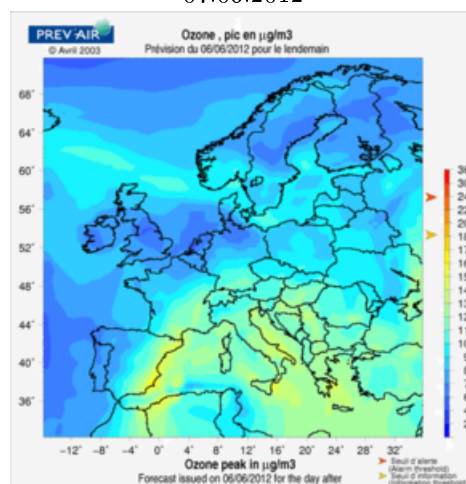 PREV'AIR
© Avril 2003
Ozone , pic en µg/m3
Prévision du 06/06/2012 pour le lendemain
68°
64°
60°
56°
52°
48°
44°
40°
36°
−12° −8° −4° 0° 4° 8° 12° 16° 20° 24° 28° 32°
Ozone peak in µg/m3
Forecast issued on 06/06/2012 for the day after
Seuil d'alerte
(Alarm threshold)
Seuil d'information